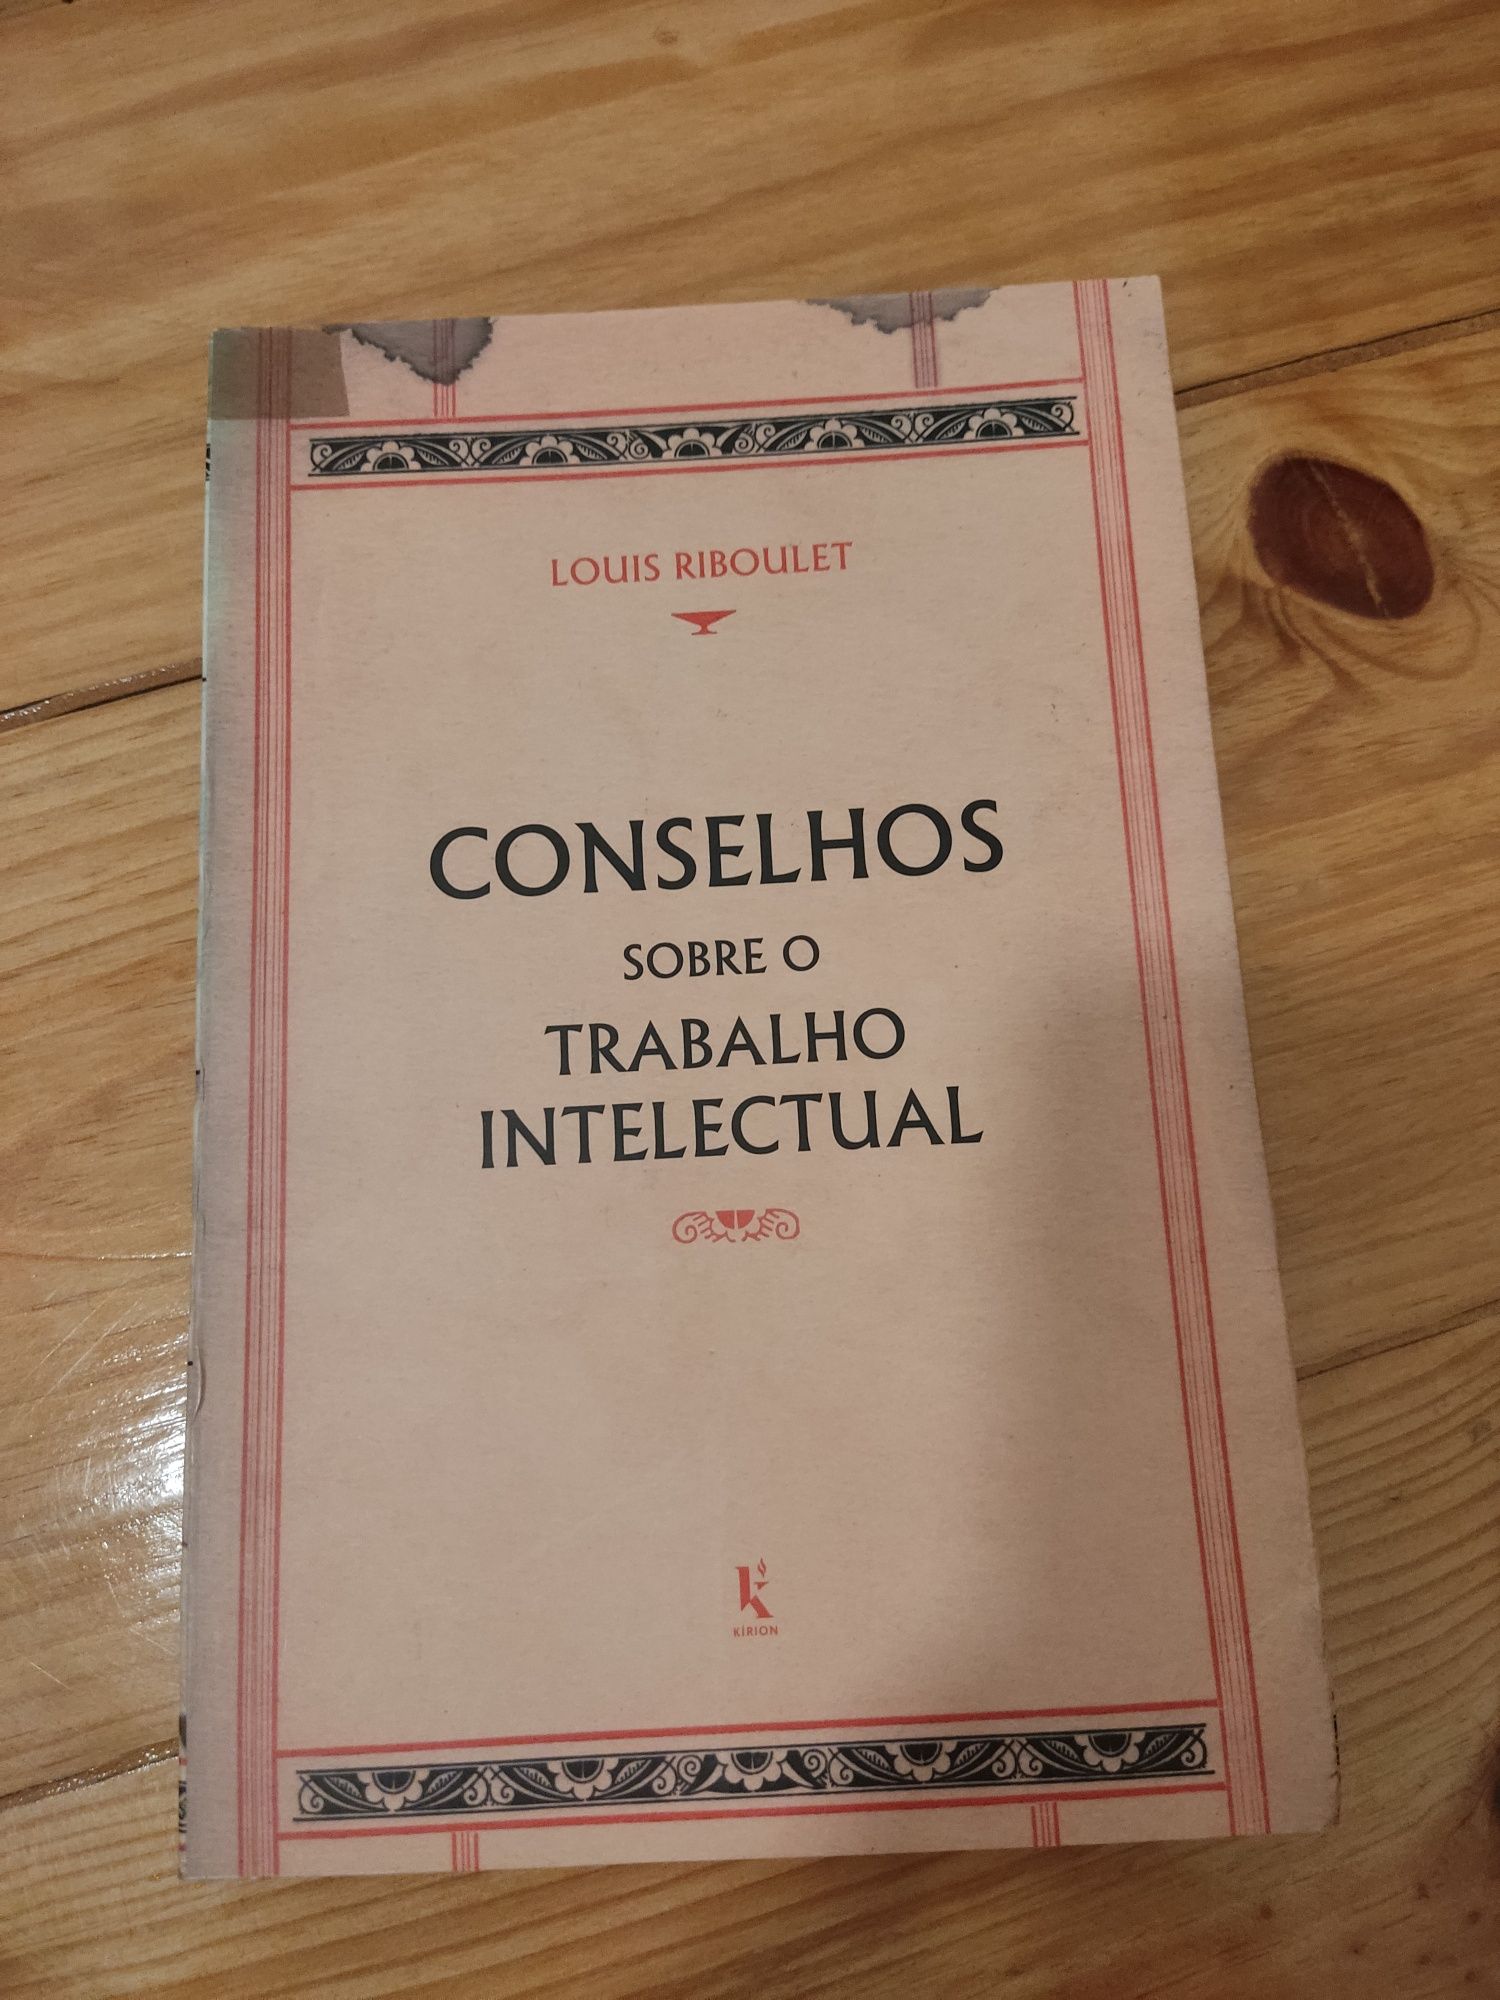 LOUIS RIBOULET
CONSELHOS
SOBRE O
TRABALHO
INTELECTUAL
K
KÍRION